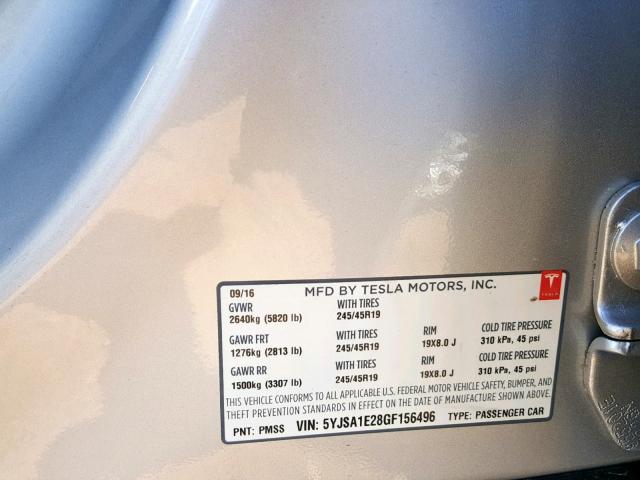 09/16 MFD BY TESLA MOTORS, INC.
GVWR WITH TIRES
2640kg (5820 lb) 245/45R19
GAWR FRT WITH TIRES RIM COLD TIRE PRESSURE
1276kg (2813 lb) 245/45R19 19X8.0 J 310 kPa, 45 psi
GAWR RR WITH TIRES RIM COLD TIRE PRESSURE
1500kg (3307 lb) 245/45R19 19X8.0 J 310 kPa, 45 psi
THIS VEHICLE CONFORMS TO ALL APPLICABLE U.S. FEDERAL MOTOR VEHICLE SAFETY, BUMPER, AND
THEFT PREVENTION STANDARDS IN EFFECT ON THE DATE OF MANUFACTURE SHOWN ABOVE.
PNT: PMSS VIN: 5YJSA1E28GF156496 TYPE: PASSENGER CAR